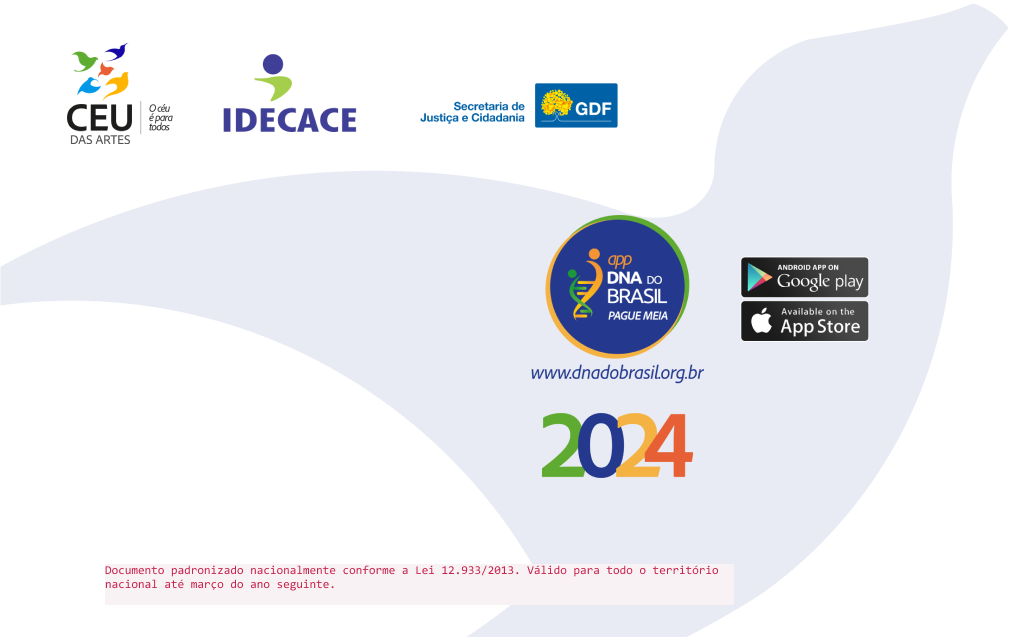 CEU
DAS ARTES
O céu
é para
todos
IDECACE
Secretaria de
Justiça e Cidadania
GDF
app
DNA DO
BRASIL
PAGUE MEIA
www.dnadobrasil.org.br
ANDROID APP ON
Google play
Available on the
App Store
2024
Documento padronizado nacionalmente conforme a Lei 12.933/2013. Válido para todo o território
nacional até março do ano seguinte.